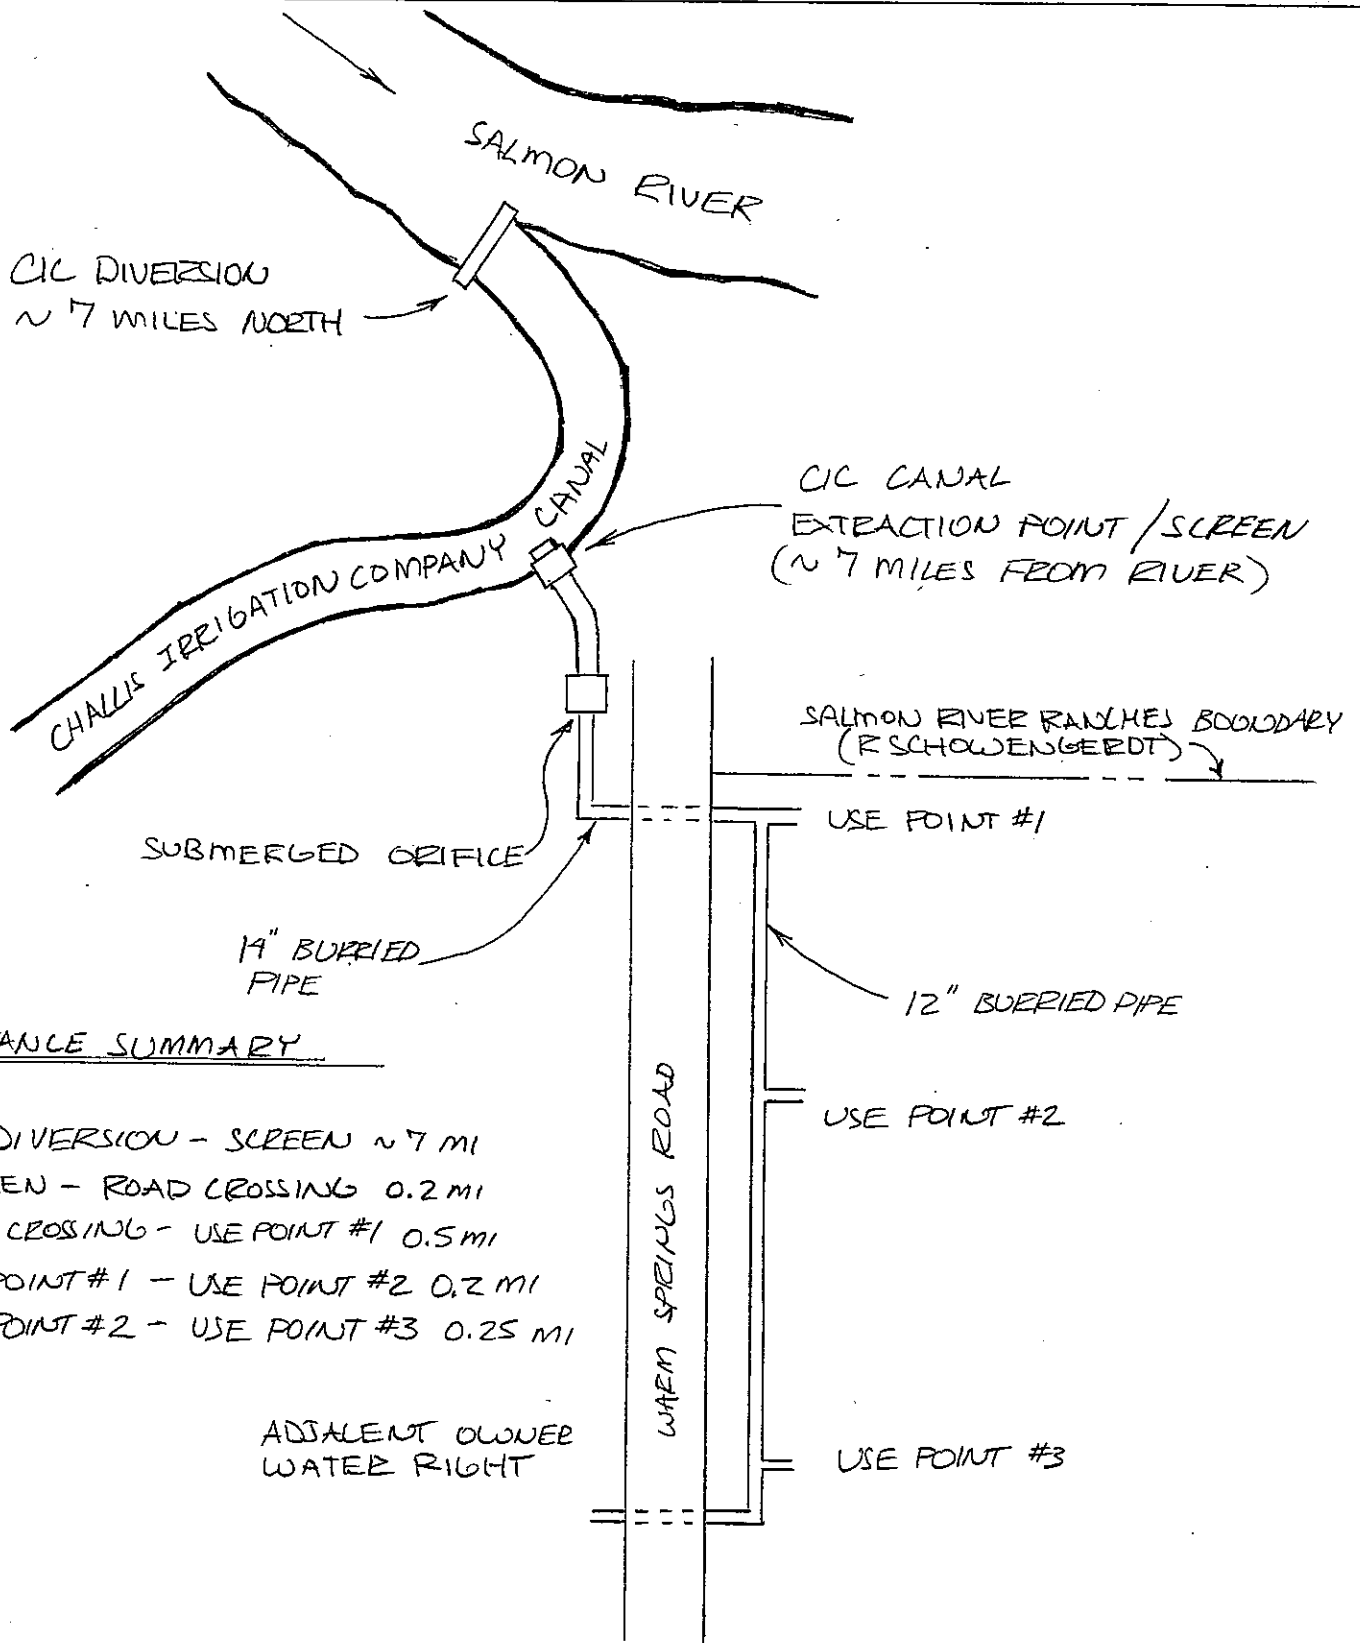 SALMON RIVER
CIC DIVERSION
~ 7 MILES NORTH
CHALLIS IRRIGATION COMPANY CANAL
CIC CANAL
EXTRACTION POINT / SCREEN
(~ 7 MILES FROM RIVER)
SALMON RIVER RANCHES BOUNDARY
(R SCHOWENGERDT)
USE POINT #1
SUBMERGED ORIFICE
14" BURRIED
PIPE
12" BURRIED PIPE
ANCE SUMMARY
USE POINT #2
DIVERSION - SCREEN ~ 7 MI
EEN - ROAD CROSSING 0.2 MI
CROSSING - USE POINT #1 0.5 MI
POINT #1 - USE POINT #2 0.2 MI
POINT #2 - USE POINT #3 0.25 MI
WARM SPRINGS ROAD
ADJACENT OWNER
WATER RIGHT
USE POINT #3